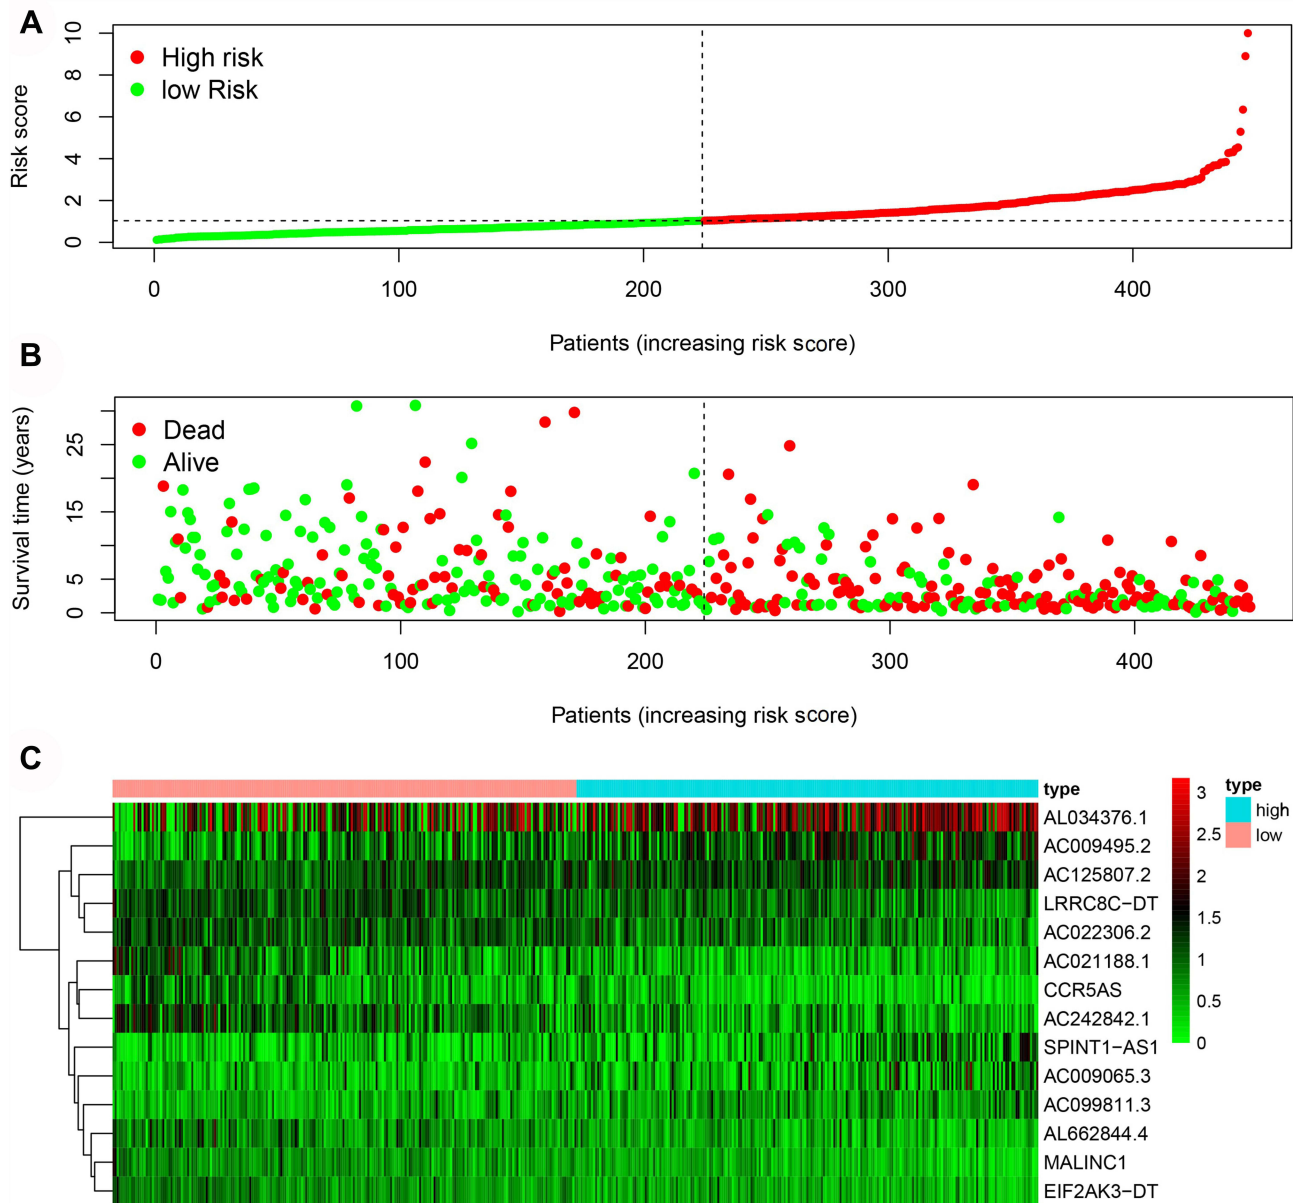 A
Risk score
10
8
6
4
2
0
High risk
low Risk
0 100 200 300 400
Patients (increasing risk score)
B
Survival time (years)
25
15
5
0
Dead
Alive
0 100 200 300 400
Patients (increasing risk score)
C
type
AL034376.1
AC009495.2
AC125807.2
LRRC8C−DT
AC022306.2
AC021188.1
CCR5AS
AC242842.1
SPINT1−AS1
AC009065.3
AC099811.3
AL662844.4
MALINC1
EIF2AK3−DT
3
2.5
2
1.5
1
0.5
0
type
high
low